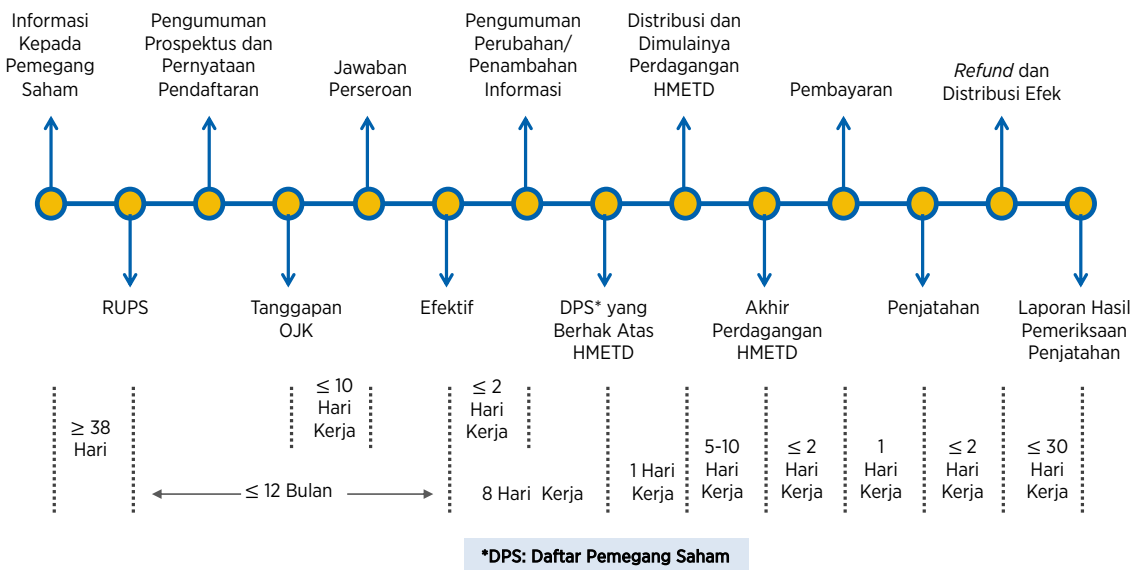 Informasi
Kepada
Pemegang
Saham
Pengumuman
Prospektus dan
Pernyataan
Pendaftaran
Jawaban
Perseroan
Pengumuman
Perubahan/
Penambahan
Informasi
Distribusi dan
Dimulainya
Perdagangan
HMETD
Pembayaran
Refund dan
Distribusi Efek
RUPS
Tanggapan
OJK
Efektif
DPS* yang
Berhak Atas
HMETD
Akhir
Perdagangan
HMETD
Penjatahan
Laporan Hasil
Pemeriksaan
Penjatahan
≥ 38
Hari
≤ 12 Bulan
≤ 10
Hari
Kerja
≤ 2
Hari
Kerja
8 Hari Kerja
1 Hari
Kerja
5-10
Hari
Kerja
≤ 2
Hari
Kerja
1
Hari
Kerja
≤ 2
Hari
Kerja
≤ 30
Hari
Kerja
*DPS: Daftar Pemegang Saham